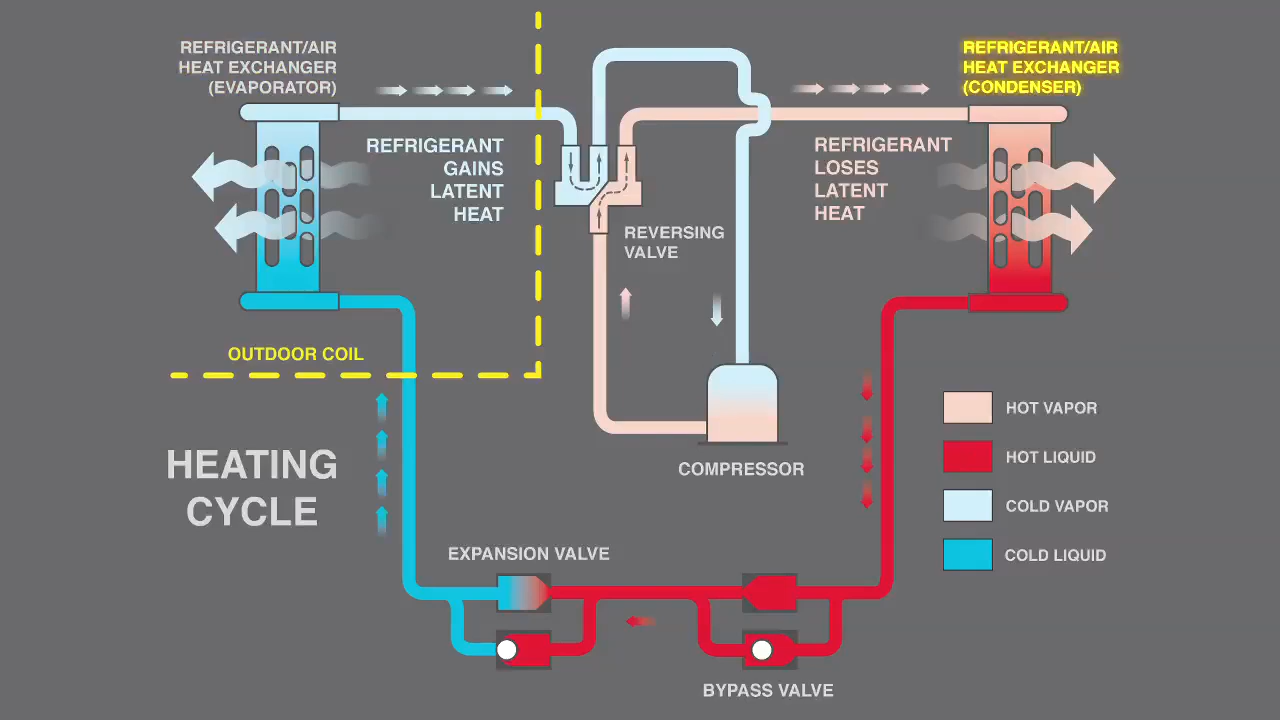 REFRIGERANT/AIR
HEAT EXCHANGER
(EVAPORATOR)
REFRIGERANT/AIR
HEAT EXCHANGER
(CONDENSER)
REFRIGERANT
GAINS
LATENT
HEAT
REFRIGERANT
LOSES
LATENT
HEAT
REVERSING
VALVE
OUTDOOR COIL
HEATING
CYCLE
COMPRESSOR
HOT VAPOR
HOT LIQUID
COLD VAPOR
COLD LIQUID
EXPANSION VALVE
BYPASS VALVE